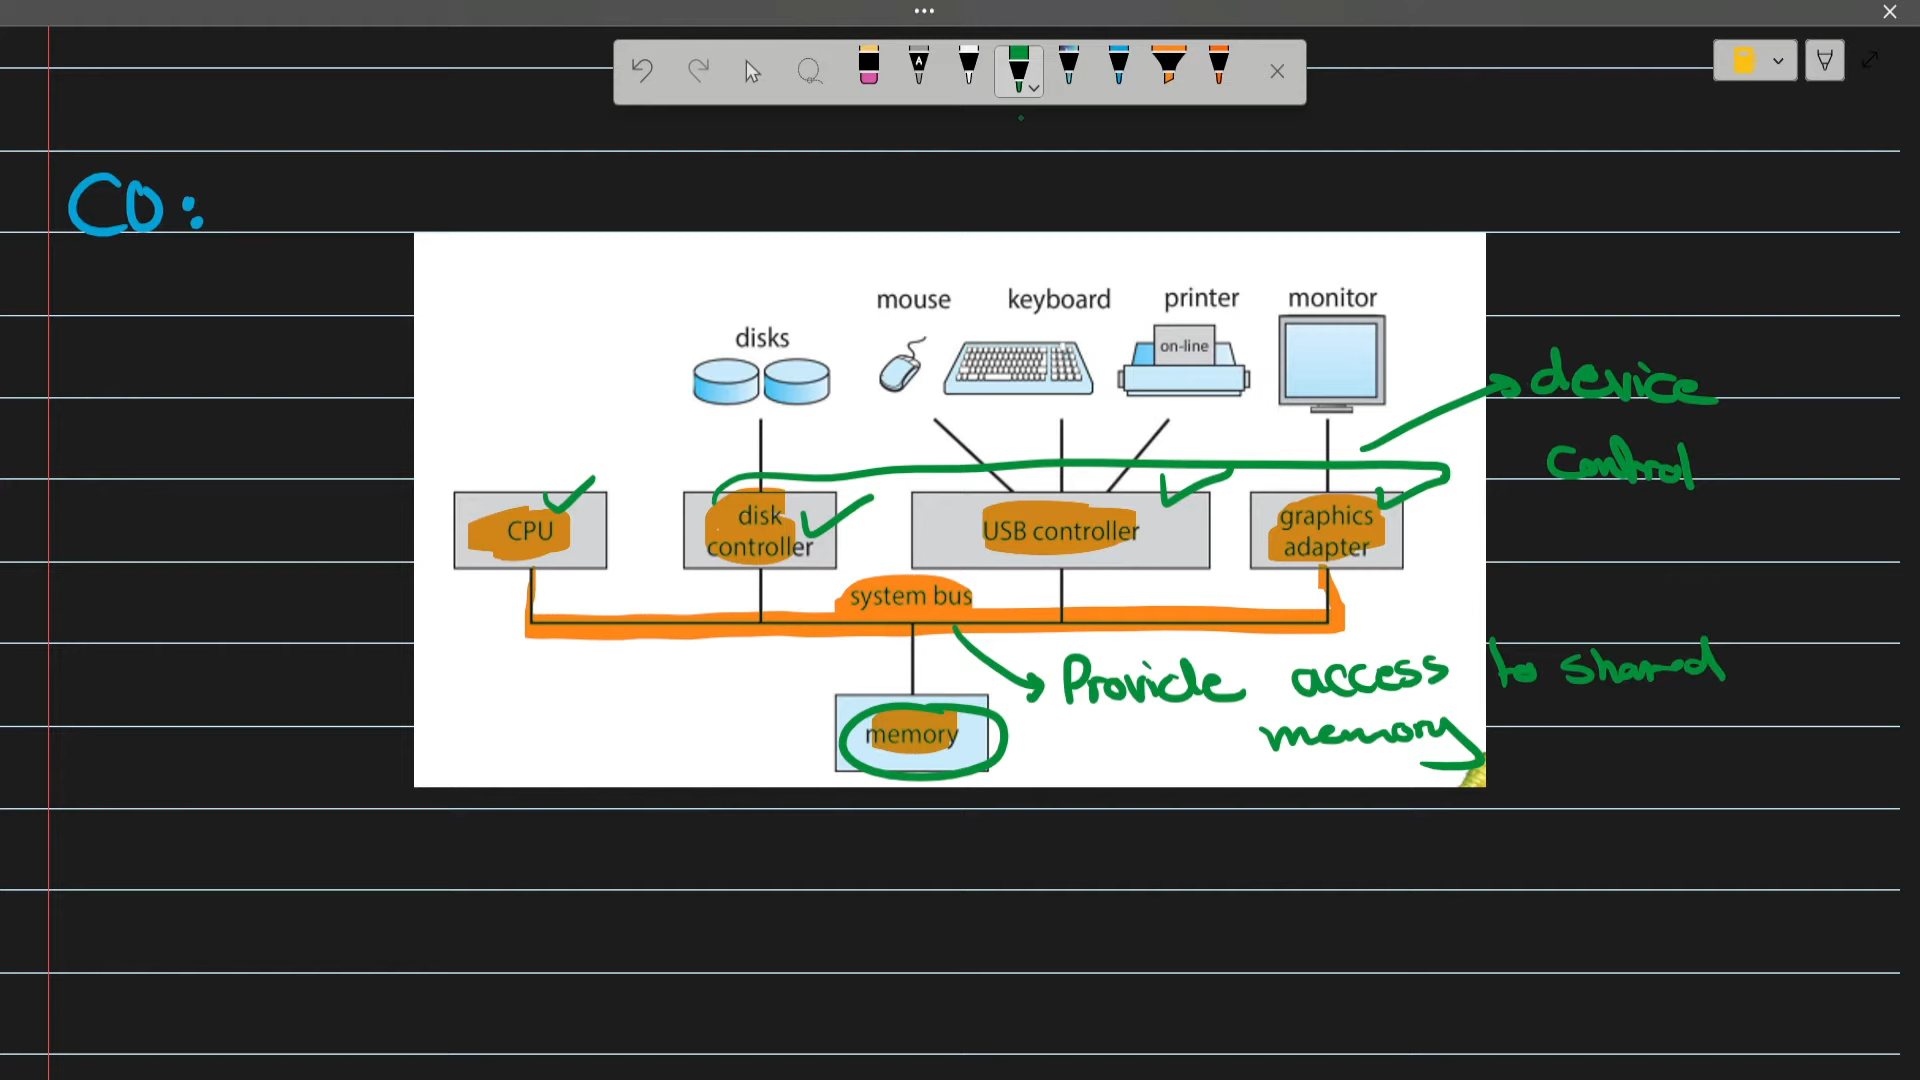 A
CO:
mouse keyboard printer monitor
disks
on-line
device
control
CPU
disk
controller
USB controller
graphics
adapter
system bus
Provide access to shared
memory
memory